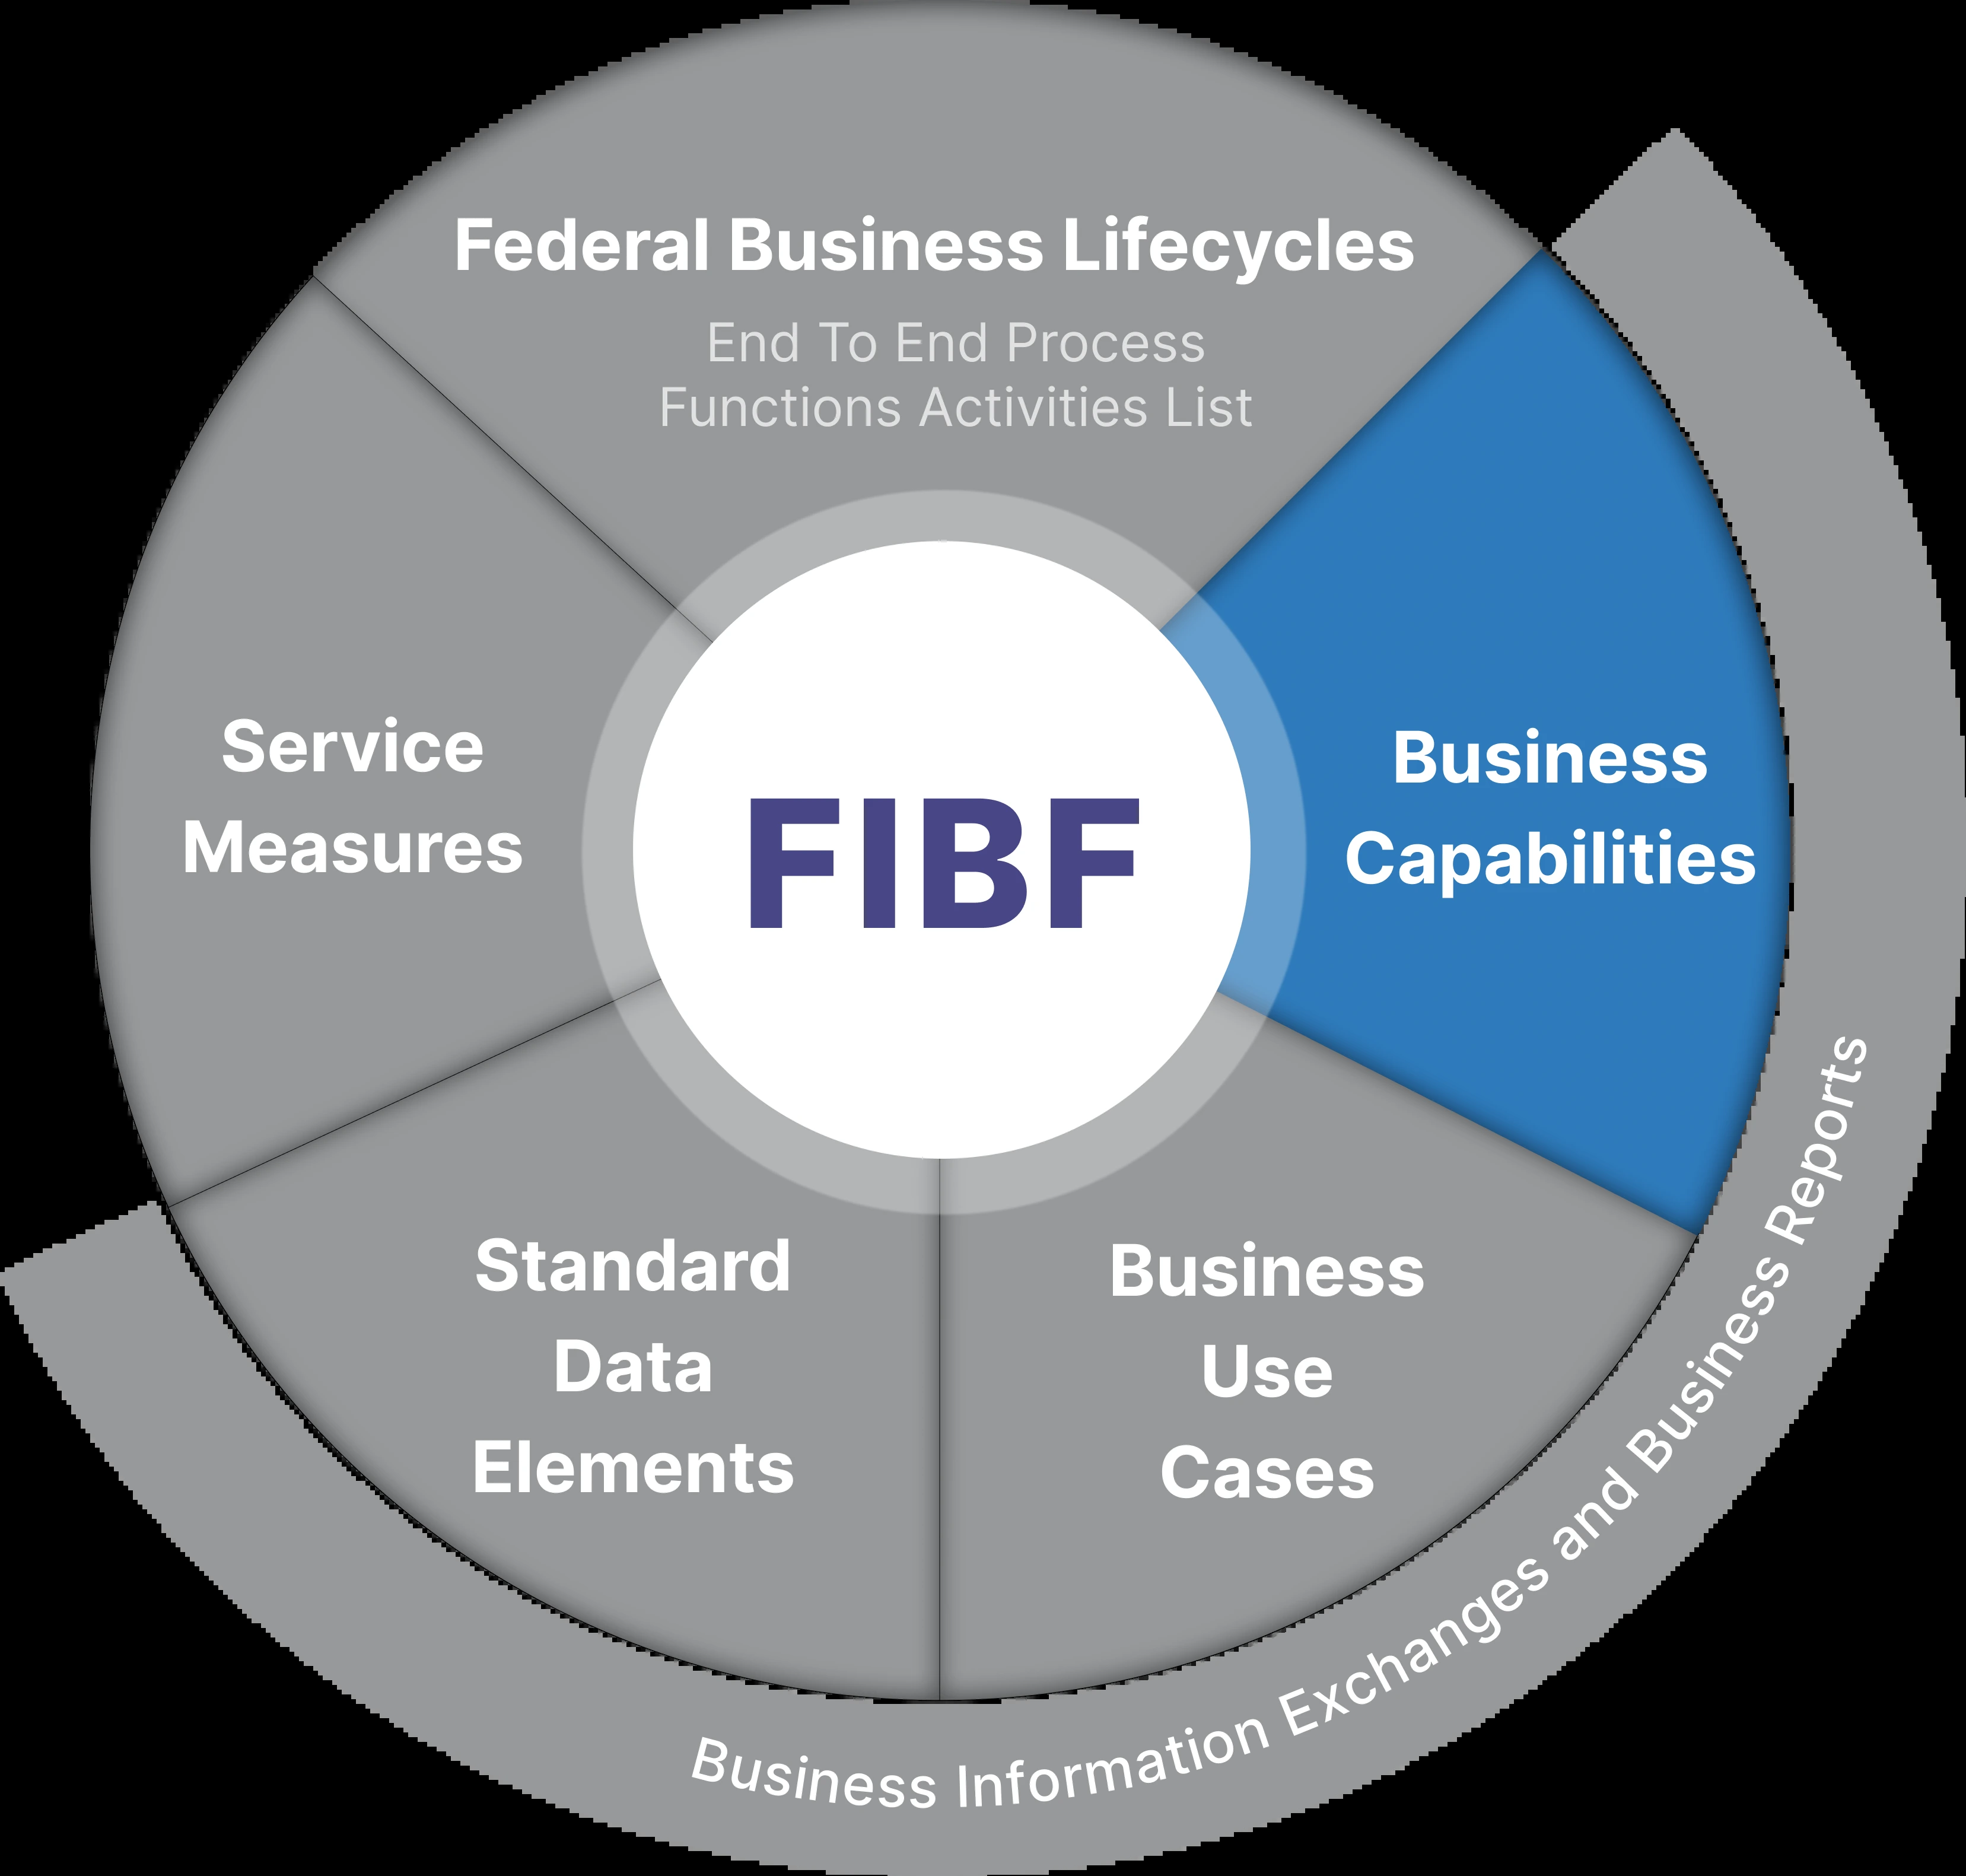 Federal Business Lifecycles
End To End Process
Functions Activities List
Service
Measures
FIBF
Business
Capabilities
Standard
Data
Elements
Business
Use
Cases
Business Information Exchanges and Business Reports